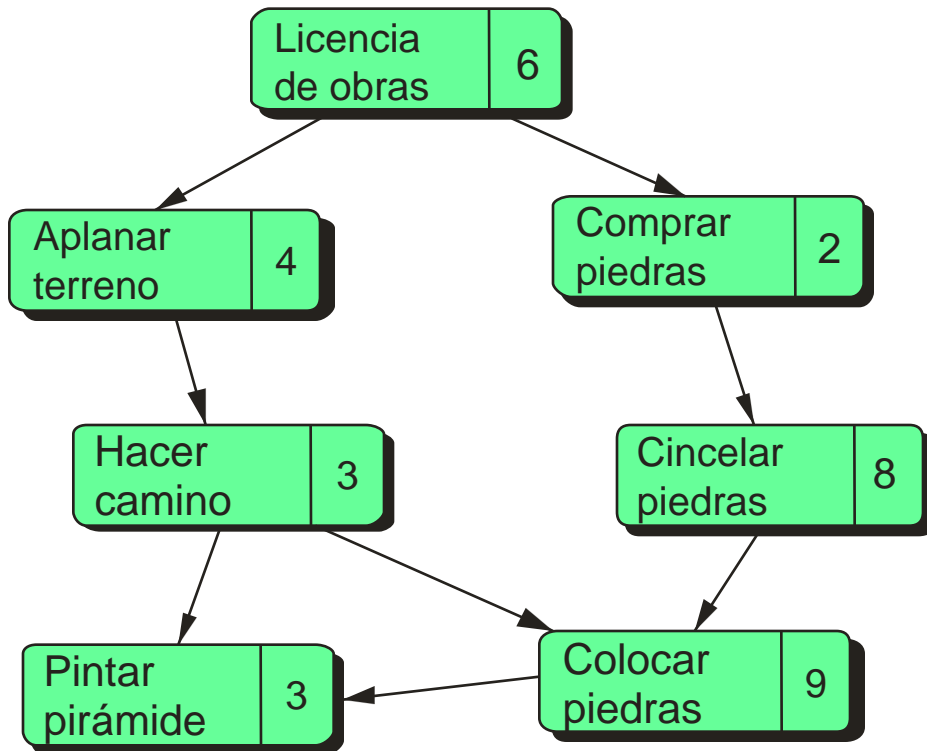 Licencia
de obras
6
Aplanar
terreno
4
Comprar
piedras
2
Hacer
camino
3
Cincelar
piedras
8
Pintar
pirámide
3
Colocar
piedras
9